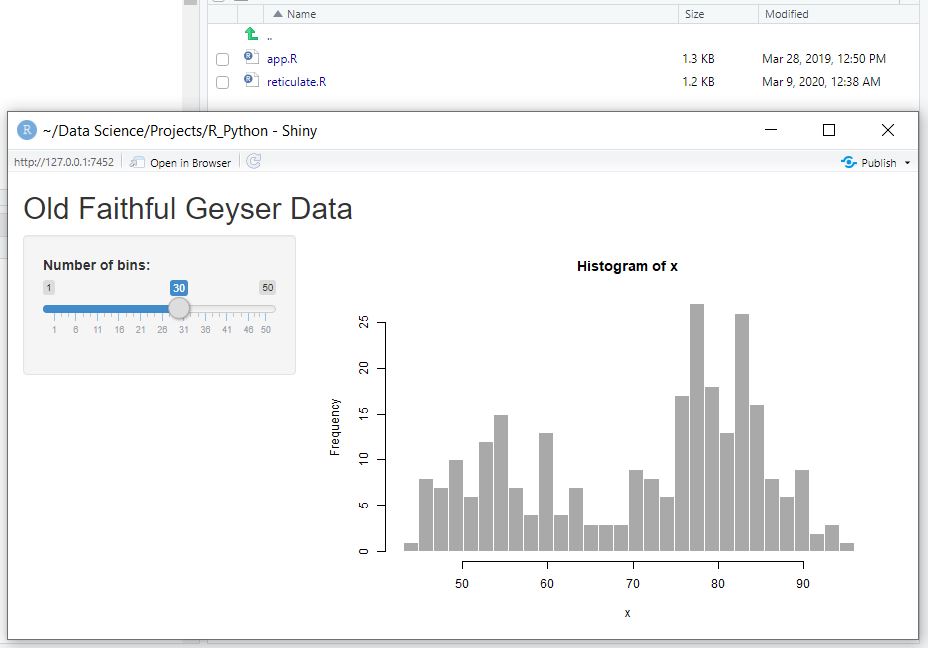 Name Size Modified
..
app.R 1.3 KB Mar 28, 2019, 12:50 PM
reticulate.R 1.2 KB Mar 9, 2020, 12:38 AM
R ~/Data Science/Projects/R_Python - Shiny
http://127.0.0.1:7452 Open in Browser Publish
Old Faithful Geyser Data
Number of bins:
1 30 50
1 6 11 16 21 26 31 36 41 46 50
Histogram of x
Frequency
0 5 10 15 20 25
50 60 70 80 90
x